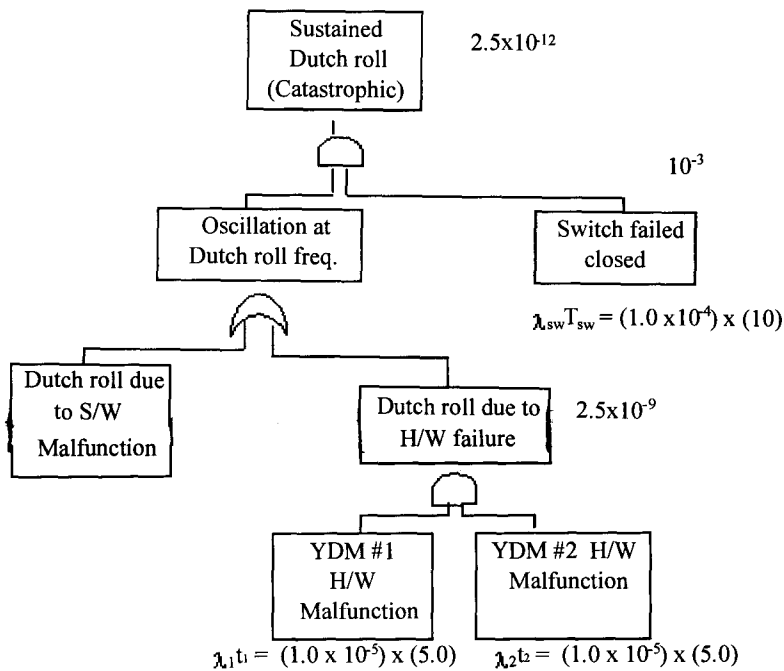 Sustained
Dutch roll
(Catastrophic)
2.5x10⁻¹²
10⁻³
Oscillation at
Dutch roll freq.
Switch failed
closed
λswTsw = (1.0 x10⁻⁴) x (10)
Dutch roll due
to S/W
Malfunction
Dutch roll due to
H/W failure
2.5x10⁻⁹
YDM #1
H/W
Malfunction
YDM #2 H/W
Malfunction
λ₁t₁ = (1.0 x 10⁻⁵) x (5.0)
λ₂t₂ = (1.0 x 10⁻⁵) x (5.0)